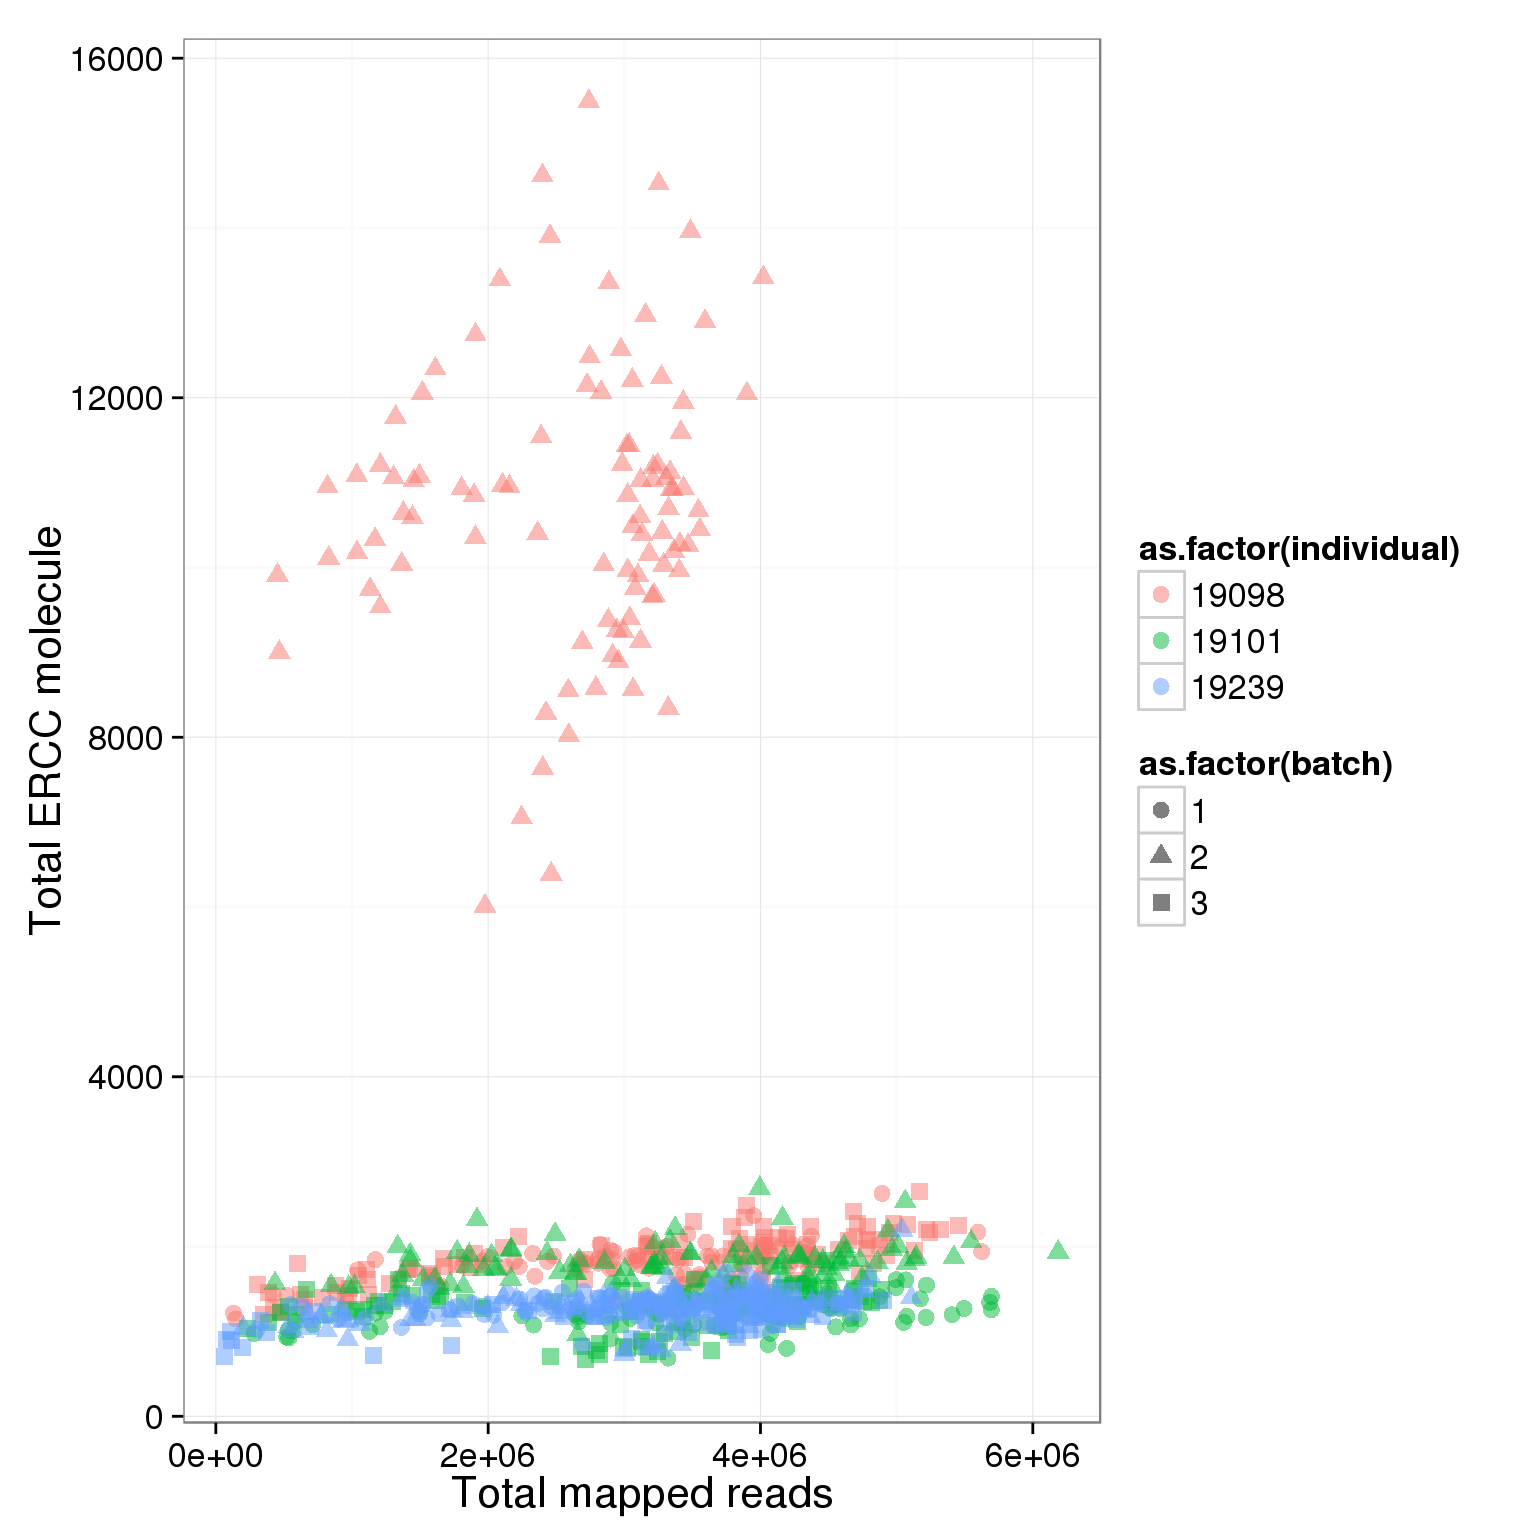 16000
12000
8000
4000
0
Total ERCC molecule
0e+00
2e+06
4e+06
6e+06
Total mapped reads
as.factor(individual)
19098
19101
19239
as.factor(batch)
1
2
3